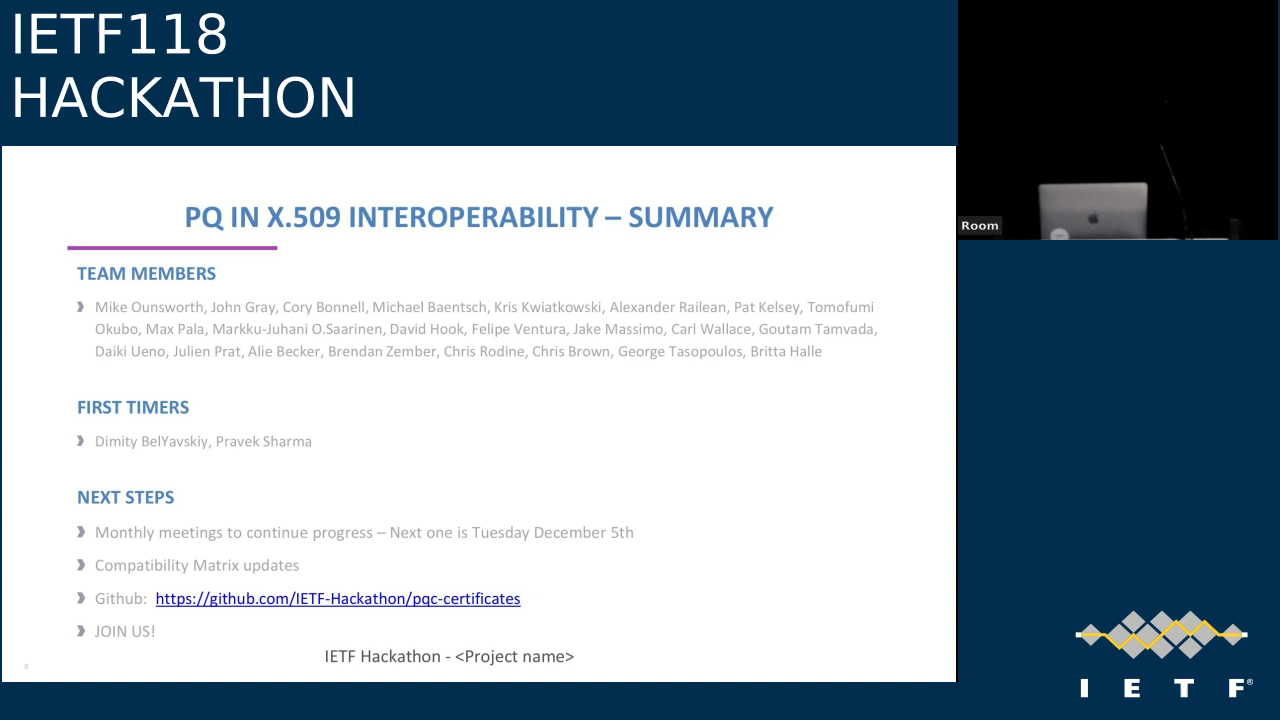 IETF118
HACKATHON
PQ IN X.509 INTEROPERABILITY – SUMMARY
TEAM MEMBERS
Mike Ounsworth, John Gray, Cory Bonnell, Michael Baentsch, Kris Kwiatkowski, Alexander Railean, Pat Kelsey, Tomofumi
Okubo, Max Pala, Markku-Juhani O.Saarinen, David Hook, Felipe Ventura, Jake Massimo, Carl Wallace, Goutam Tamvada,
Daiki Ueno, Julien Prat, Alie Becker, Brendan Zember, Chris Rodine, Chris Brown, George Tasopoulos, Britta Halle
FIRST TIMERS
Dimity BelYavskiy, Pravek Sharma
NEXT STEPS
Monthly meetings to continue progress – Next one is Tuesday December 5th
Compatibility Matrix updates
Github: https://github.com/IETF-Hackathon/pqc-certificates
JOIN US!
IETF Hackathon - <Project name>
8
Room
I E T F®